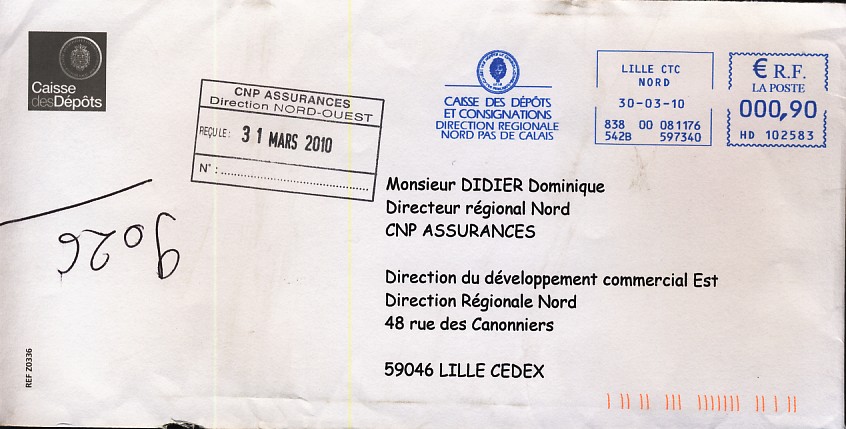 Caisse
desDépôts
CNP ASSURANCES
Direction NORD-OUEST
REÇU LE : 31 MARS 2010
N° :
CAISSE DES DÉPÔTS
ET CONSIGNATIONS
DIRECTION REGIONALE
NORD PAS DE CALAIS
LILLE CTC
NORD
30-03-10
838 00 081176
542B 597340
€ R.F.
LA POSTE
000,90
HD 102583
Monsieur DIDIER Dominique
Directeur régional Nord
CNP ASSURANCES
Direction du développement commercial Est
Direction Régionale Nord
48 rue des Canonniers
59046 LILLE CEDEX
REF Z0336